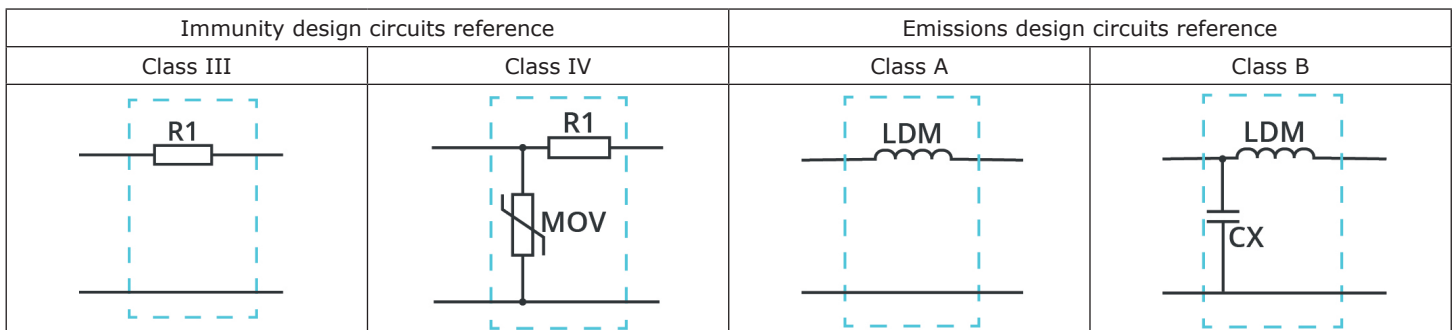 Immunity design circuits reference
Emissions design circuits reference
Class III
Class IV
Class A
Class B
R1
R1
MOV
LDM
LDM
CX